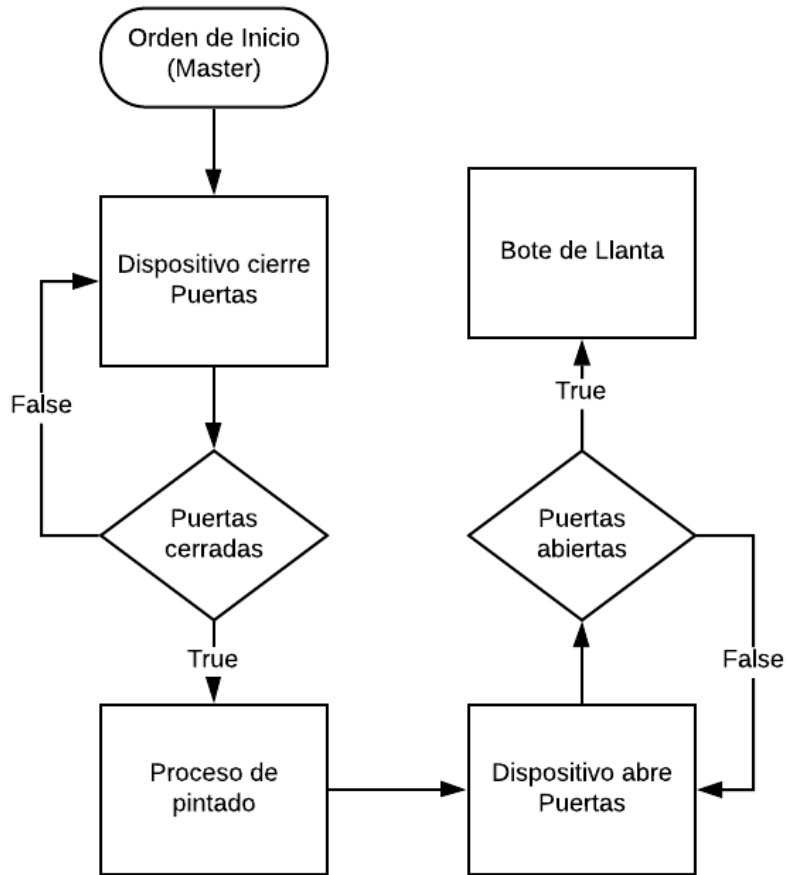 Orden de Inicio
(Master)
Dispositivo cierre
Puertas
False
Puertas
cerradas
True
Proceso de
pintado
Dispositivo abre
Puertas
False
Puertas
abiertas
True
Bote de Llanta